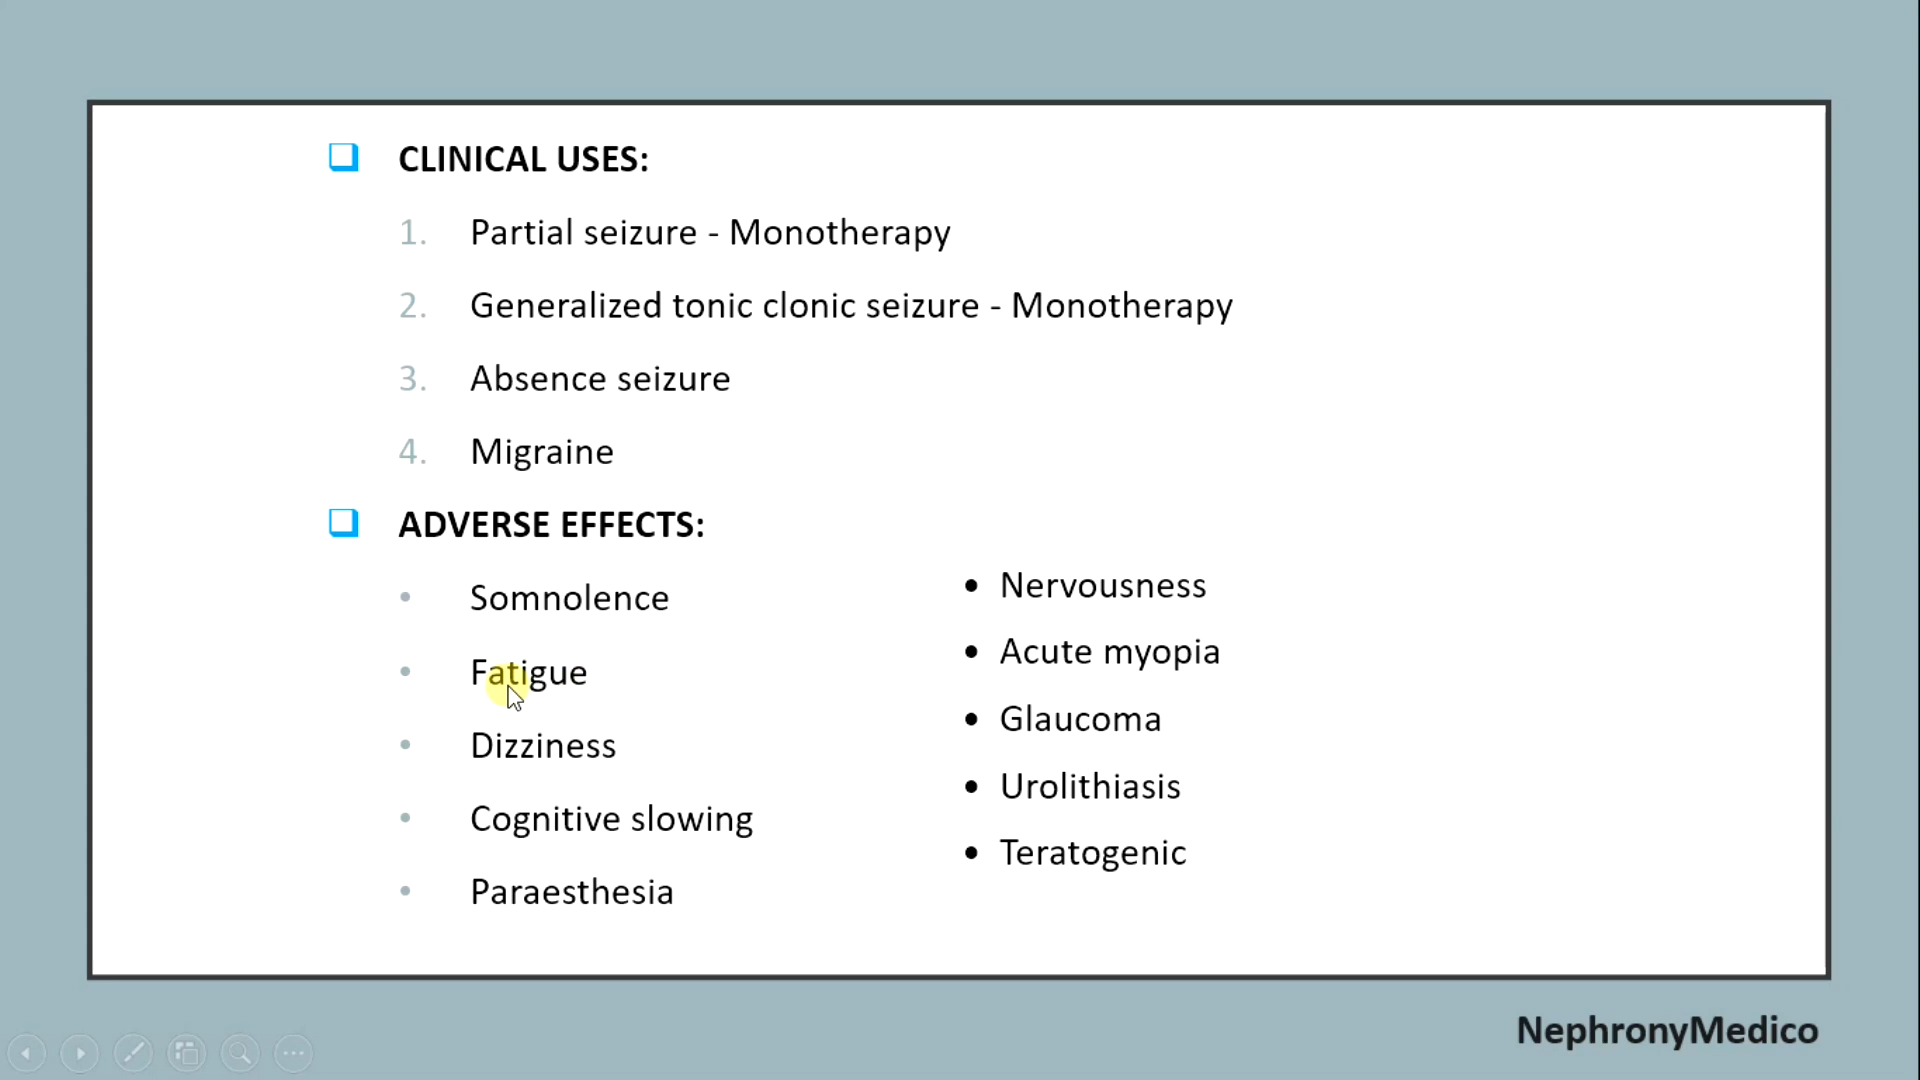 CLINICAL USES:
1. Partial seizure - Monotherapy
2. Generalized tonic clonic seizure - Monotherapy
3. Absence seizure
4. Migraine
ADVERSE EFFECTS:
• Somnolence
• Fatigue
• Dizziness
• Cognitive slowing
• Paraesthesia
• Nervousness
• Acute myopia
• Glaucoma
• Urolithiasis
• Teratogenic
NephronyMedico